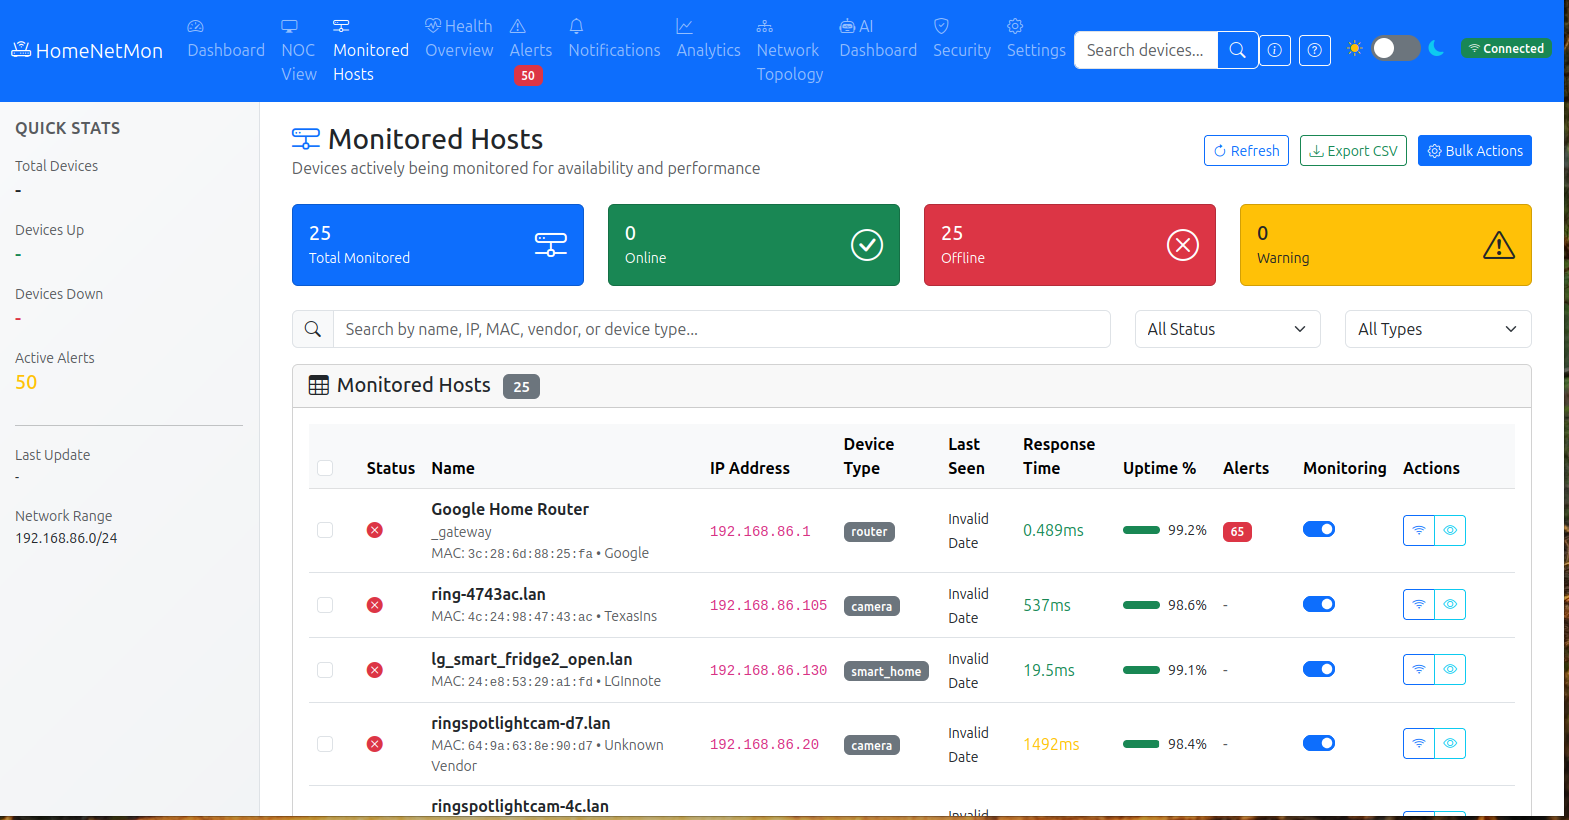 HomeNetMon
Dashboard
NOC View
Monitored Hosts
Health Overview
Alerts
50
Notifications
Analytics
Network Topology
AI Dashboard
Security
Settings
Search devices...
Connected
QUICK STATS
Total Devices
-
Devices Up
-
Devices Down
-
Active Alerts
50
Last Update
-
Network Range
192.168.86.0/24
Monitored Hosts
Devices actively being monitored for availability and performance
Refresh
Export CSV
Bulk Actions
25
Total Monitored
0
Online
25
Offline
0
Warning
Search by name, IP, MAC, vendor, or device type...
All Status
All Types
Monitored Hosts 25
Status Name IP Address Device Type Last Seen Response Time Uptime % Alerts Monitoring Actions
Google Home Router
_gateway
MAC: 3c:28:6d:88:25:fa • Google
192.168.86.1
router
Invalid Date
0.489ms
99.2%
65
ring-4743ac.lan
MAC: 4c:24:98:47:43:ac • TexasIns
192.168.86.105
camera
Invalid Date
537ms
98.6%
-
lg_smart_fridge2_open.lan
MAC: 24:e8:53:29:a1:fd • LGInnote
192.168.86.130
smart_home
Invalid Date
19.5ms
99.1%
-
ringspotlightcam-d7.lan
MAC: 64:9a:63:8e:90:d7 • Unknown Vendor
192.168.86.20
camera
Invalid Date
1492ms
98.4%
-
ringspotlightcam-4c.lan
Invalid